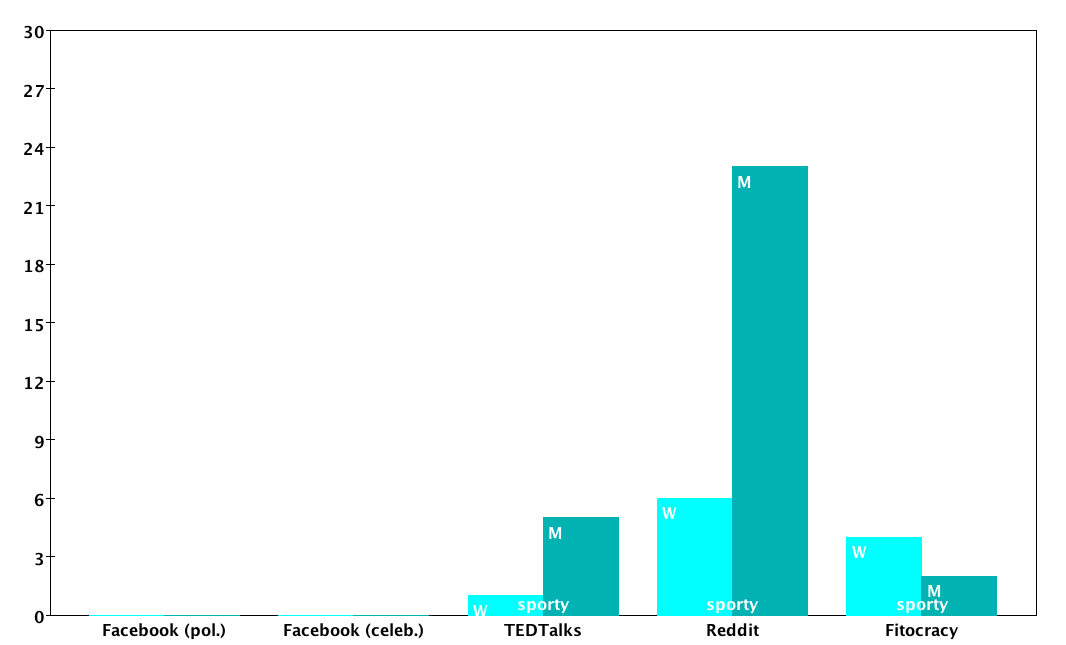 30
27
24
21
18
15
12
9
6
3
0
M
W
M
W
W
M
W
M
sporty
sporty
sporty
Facebook (pol.)
Facebook (celeb.)
TEDTalks
Reddit
Fitocracy